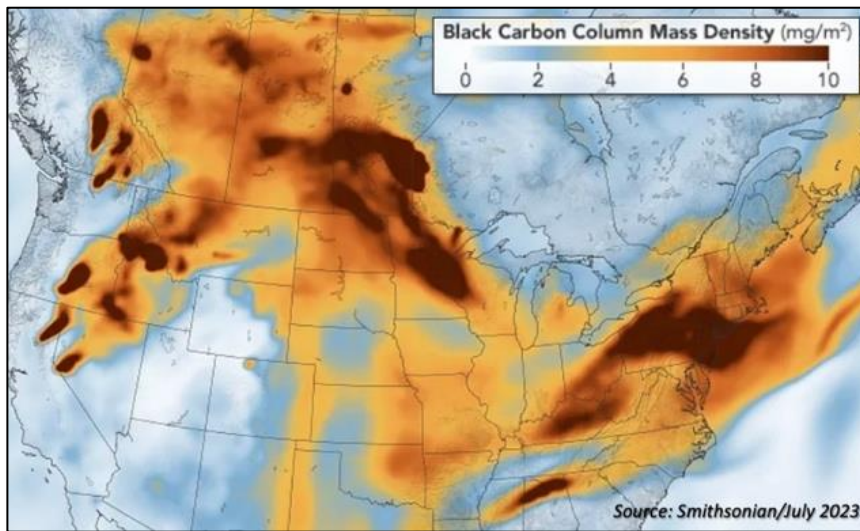 Black Carbon Column Mass Density (mg/m²)
0 2 4 6 8 10
Source: Smithsonian/July 2023